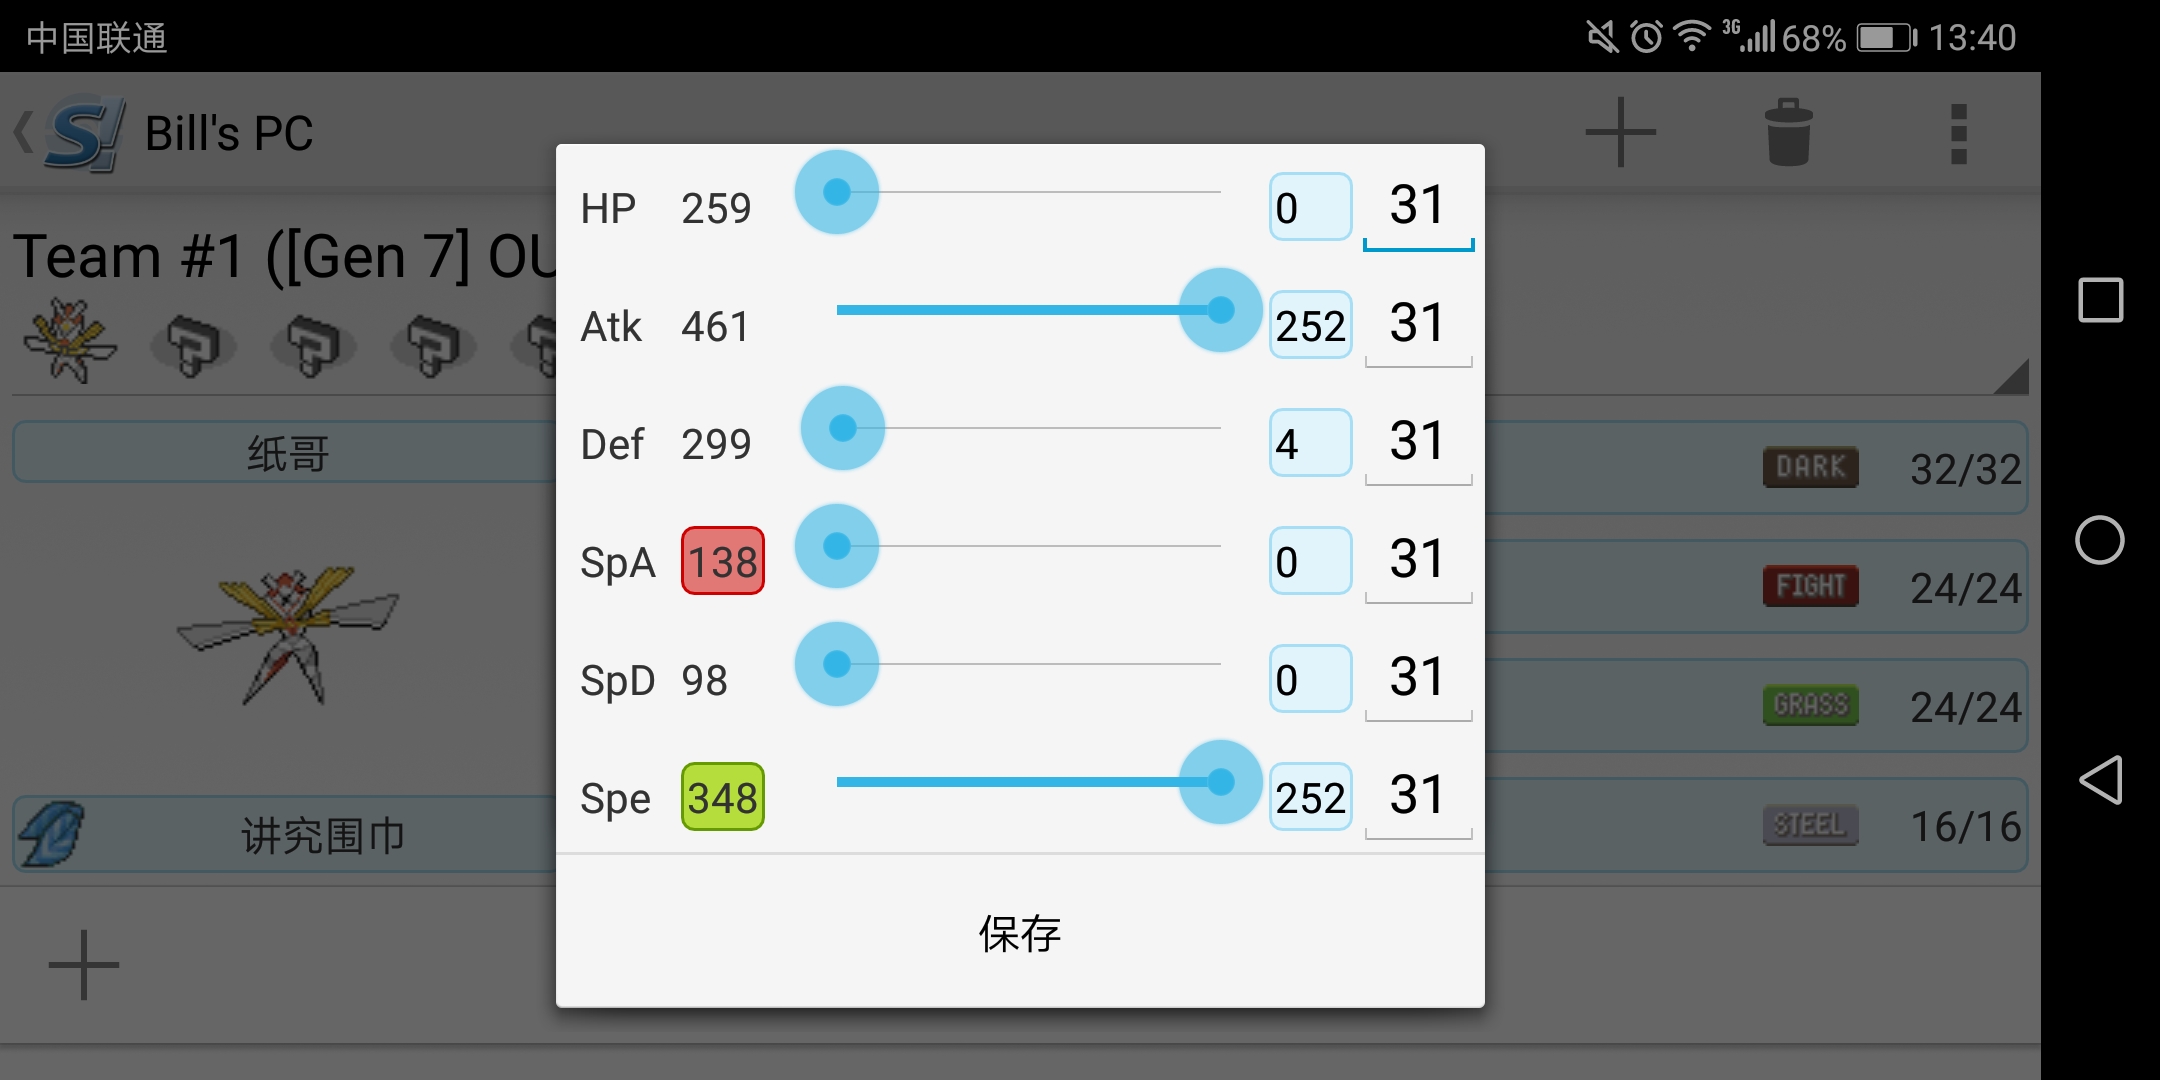 中国联通
3G 68% 13:40
S! Bill's PC
Team #1 ([Gen 7] OU
纸哥
讲究围巾
HP 259 0 31
Atk 461 252 31
Def 299 4 31
SpA 138 0 31
SpD 98 0 31
Spe 348 252 31
保存
DARK 32/32
FIGHT 24/24
GRASS 24/24
STEEL 16/16